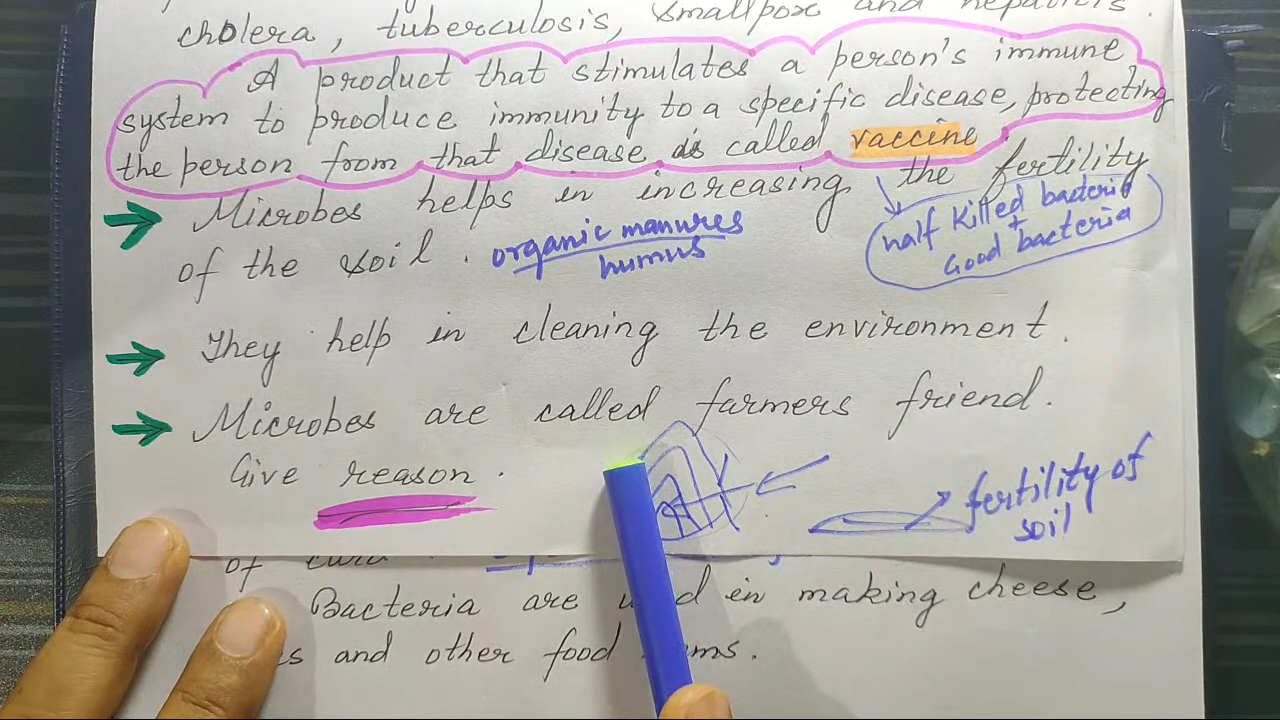 cholera, tuberculosis, smallpox and hepatitis.
A product that stimulates a person's immune
system to produce immunity to a specific disease, protecting
the person from that disease is called vaccine
Microbes helps in increasing the fertility
of the soil.
organic manures
humus
half killed bacteria
+
Good bacteria
They help in cleaning the environment.
Microbes are called farmers friend.
Give reason.
fertility of
soil
of curd
Bacteria are in making cheese,
and other food